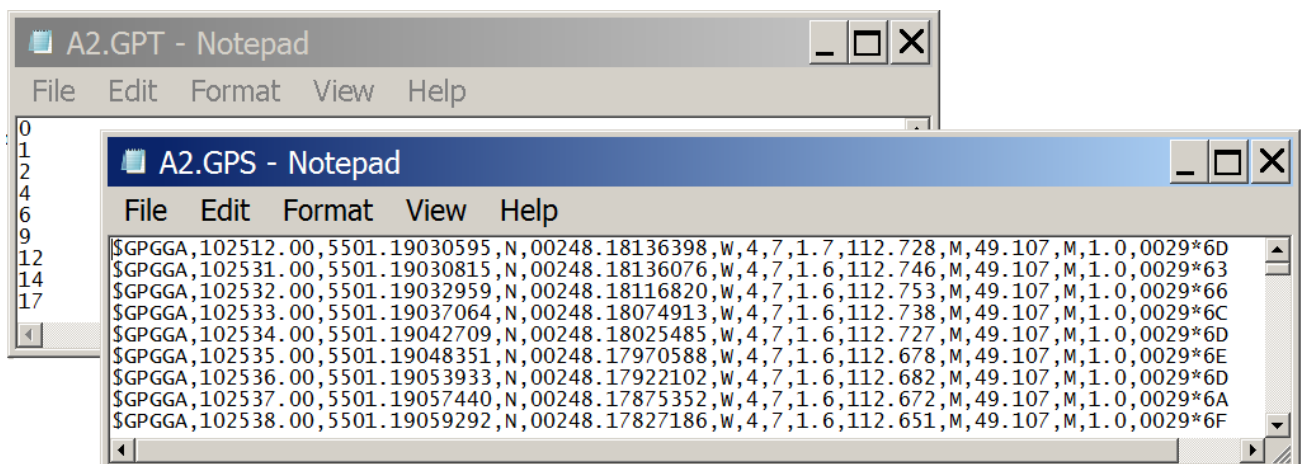 A2.GPT - Notepad
File Edit Format View Help
0
1
2
4
6
9
12
14
17
A2.GPS - Notepad
File Edit Format View Help
$GPGGA,102512.00,5501.19030595,N,00248.18136398,W,4,7,1.7,112.728,M,49.107,M,1.0,0029*6D
$GPGGA,102531.00,5501.19030815,N,00248.18136076,W,4,7,1.6,112.746,M,49.107,M,1.0,0029*63
$GPGGA,102532.00,5501.19032959,N,00248.18116820,W,4,7,1.6,112.753,M,49.107,M,1.0,0029*66
$GPGGA,102533.00,5501.19037064,N,00248.18074913,W,4,7,1.6,112.738,M,49.107,M,1.0,0029*6C
$GPGGA,102534.00,5501.19042709,N,00248.18025485,W,4,7,1.6,112.727,M,49.107,M,1.0,0029*6D
$GPGGA,102535.00,5501.19048351,N,00248.17970588,W,4,7,1.6,112.678,M,49.107,M,1.0,0029*6E
$GPGGA,102536.00,5501.19053933,N,00248.17922102,W,4,7,1.6,112.682,M,49.107,M,1.0,0029*6D
$GPGGA,102537.00,5501.19057440,N,00248.17875352,W,4,7,1.6,112.672,M,49.107,M,1.0,0029*6A
$GPGGA,102538.00,5501.19059292,N,00248.17827186,W,4,7,1.6,112.651,M,49.107,M,1.0,0029*6F